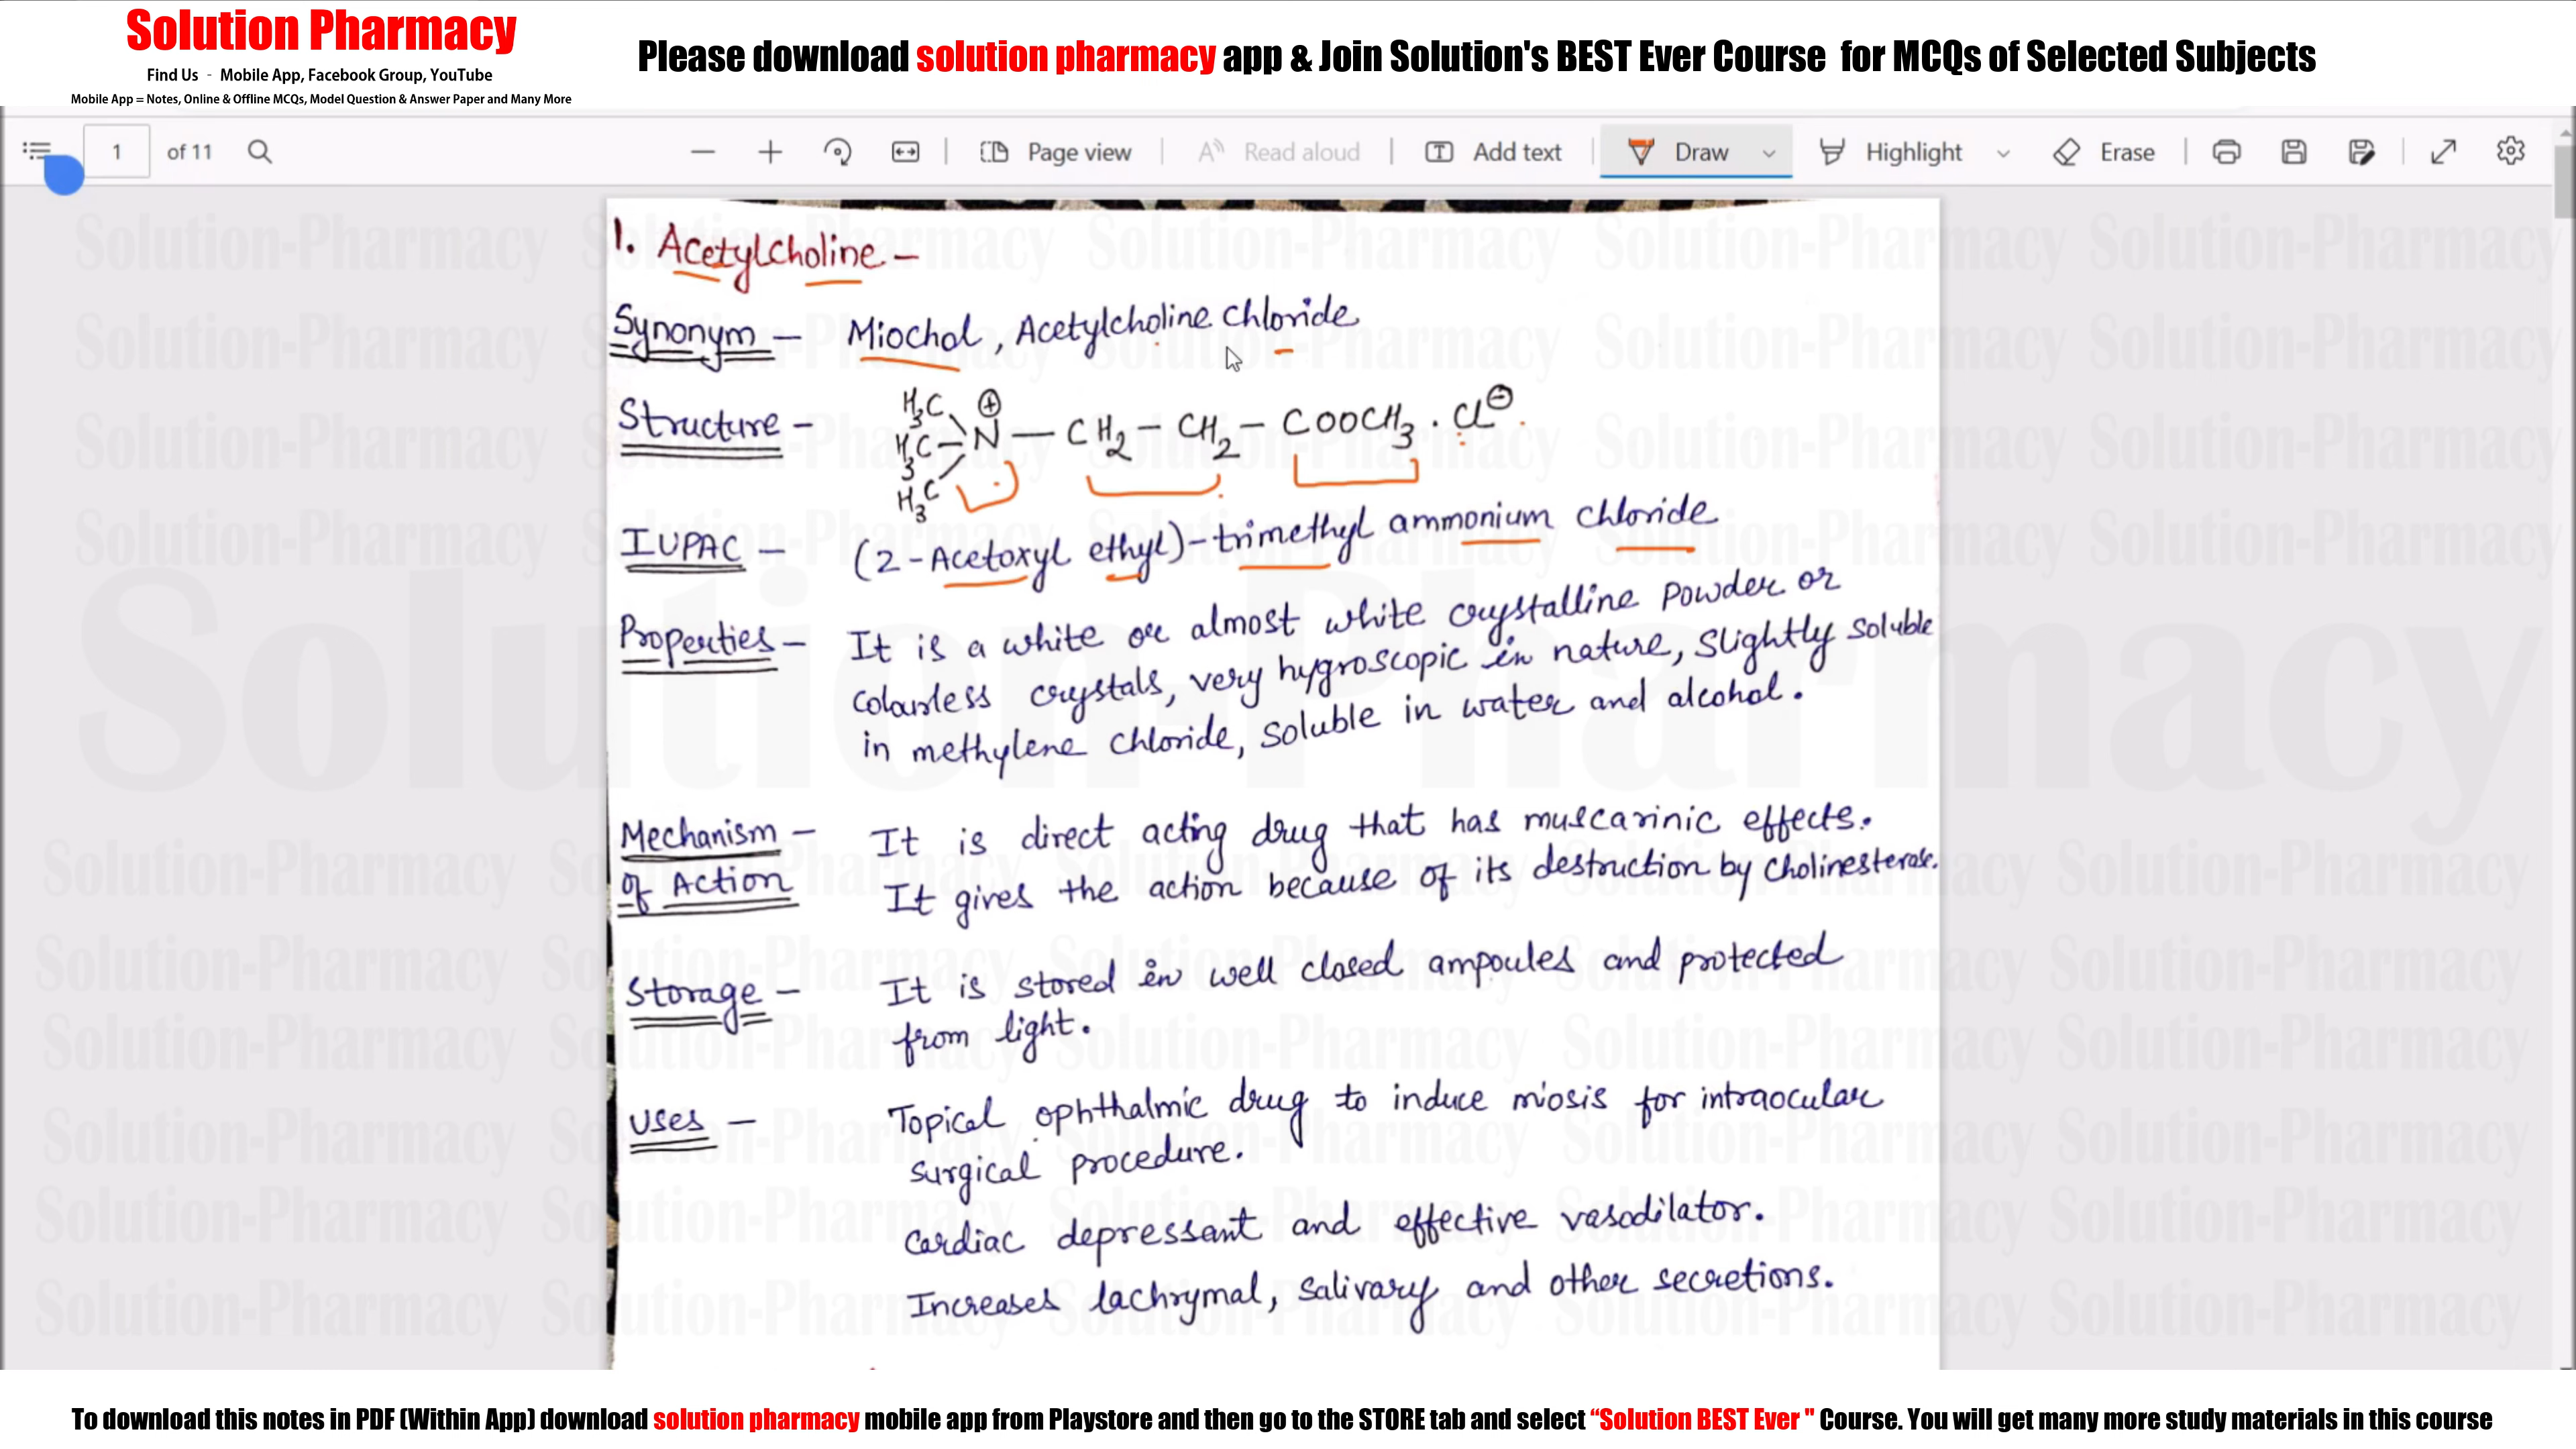 Solution Pharmacy
Find Us - Mobile App, Facebook Group, YouTube
Mobile App = Notes, Online & Offline MCQs, Model Question & Answer Paper and Many More
Please download solution pharmacy app & Join Solution's BEST Ever Course for MCQs of Selected Subjects
1 of 11 Page view Read aloud Add text Draw Highlight Erase
1. Acetylcholine -
Synonym - Miochol, Acetylcholine chloride
Structure -
H3C
H3C - N⊕ - CH2 - CH2 - COOCH3 . Cl⊖
H3C
IUPAC - (2-Acetoxyl ethyl)-trimethyl ammonium chloride
Properties - It is a white or almost white crystalline powder or
colourless crystals, very hygroscopic in nature, slightly soluble
in methylene chloride, soluble in water and alcohol.
Mechanism - It is direct acting drug that has muscarinic effects.
of Action It gives the action because of its destruction by cholinesterase.
Storage - It is stored in well closed ampoules and protected
from light.
Uses - Topical ophthalmic drug to induce miosis for intraocular
surgical procedure.
Cardiac depressant and effective vasodilator.
Increases lachrymal, salivary and other secretions.
Solution-Pharmacy
To download this notes in PDF (Within App) download solution pharmacy mobile app from Playstore and then go to the STORE tab and select “Solution BEST Ever " Course. You will get many more study materials in this course